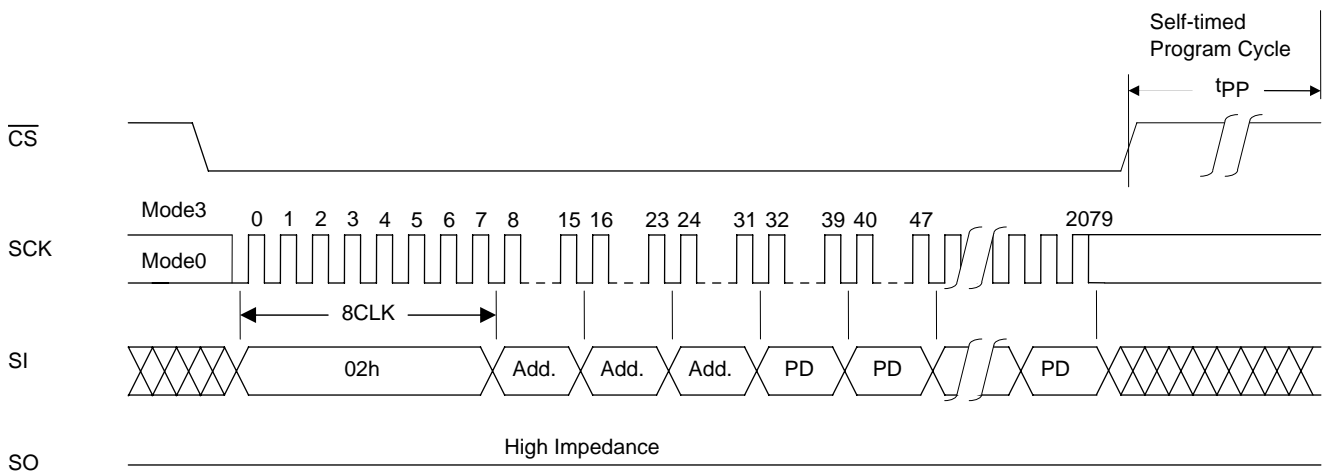 Self-timed
Program Cycle
tPP
CS
Mode3
0 1 2 3 4 5 6 7 8 15 16 23 24 31 32 39 40 47 2079
SCK
Mode0
8CLK
SI
02h Add. Add. Add. PD PD PD
High Impedance
SO